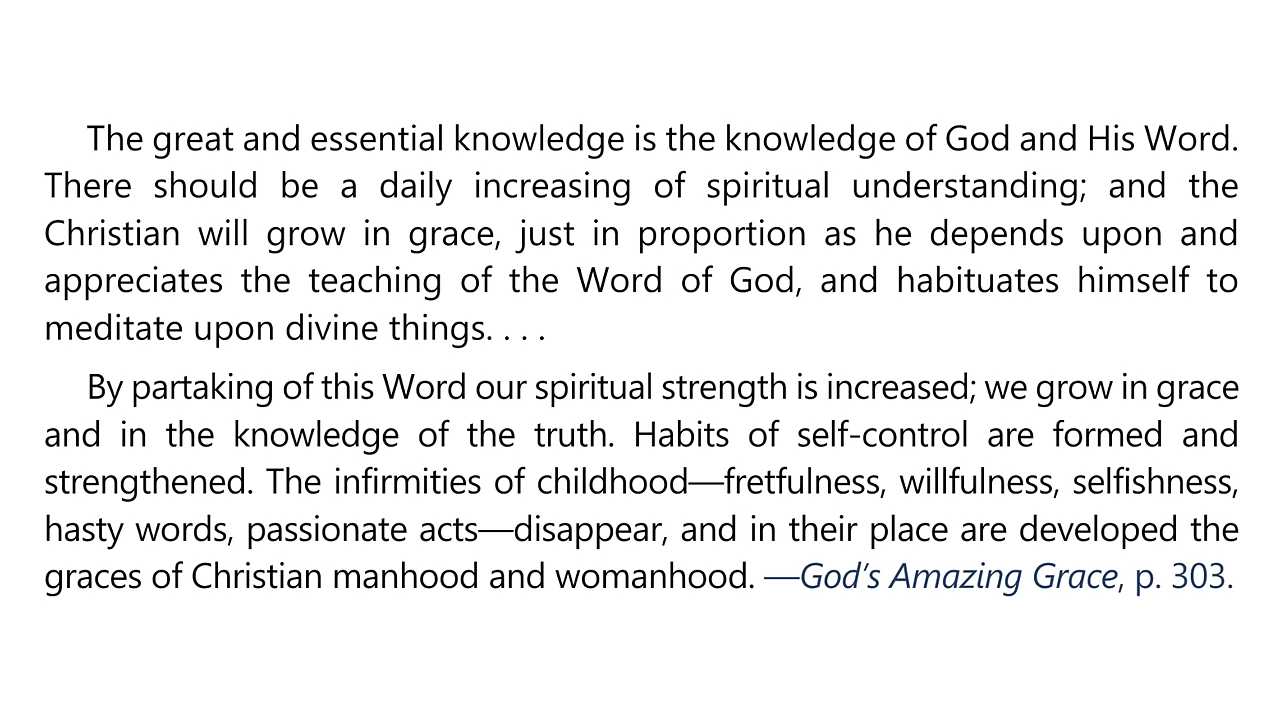 The great and essential knowledge is the knowledge of God and His Word.
There should be a daily increasing of spiritual understanding; and the
Christian will grow in grace, just in proportion as he depends upon and
appreciates the teaching of the Word of God, and habituates himself to
meditate upon divine things. . . .
By partaking of this Word our spiritual strength is increased; we grow in grace
and in the knowledge of the truth. Habits of self-control are formed and
strengthened. The infirmities of childhood—fretfulness, willfulness, selfishness,
hasty words, passionate acts—disappear, and in their place are developed the
graces of Christian manhood and womanhood. —God’s Amazing Grace, p. 303.